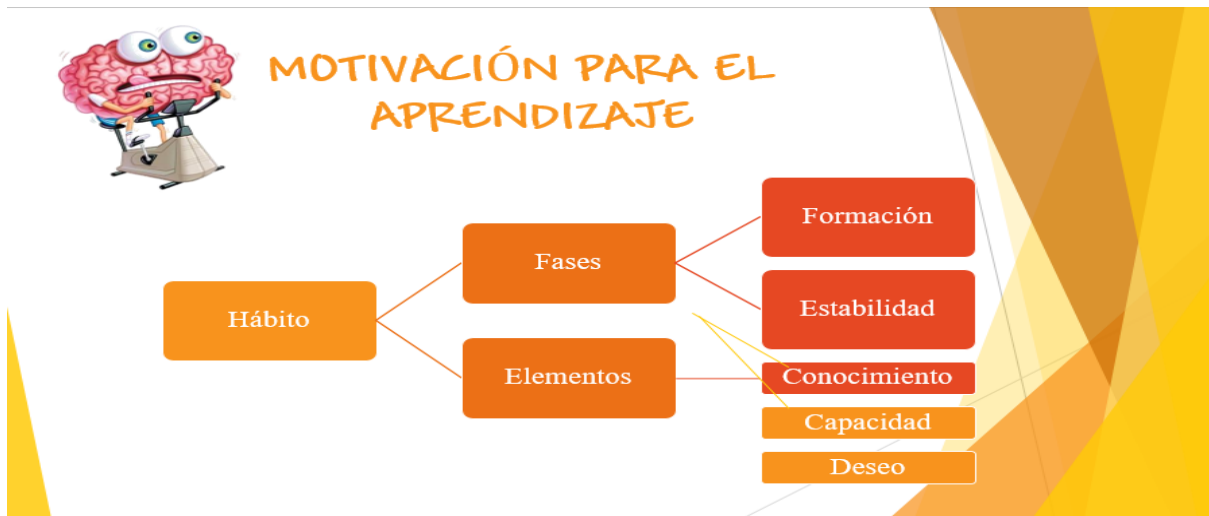 MOTIVACIÓN PARA EL
APRENDIZAJE
Hábito
Fases
Formación
Estabilidad
Elementos
Conocimiento
Capacidad
Deseo